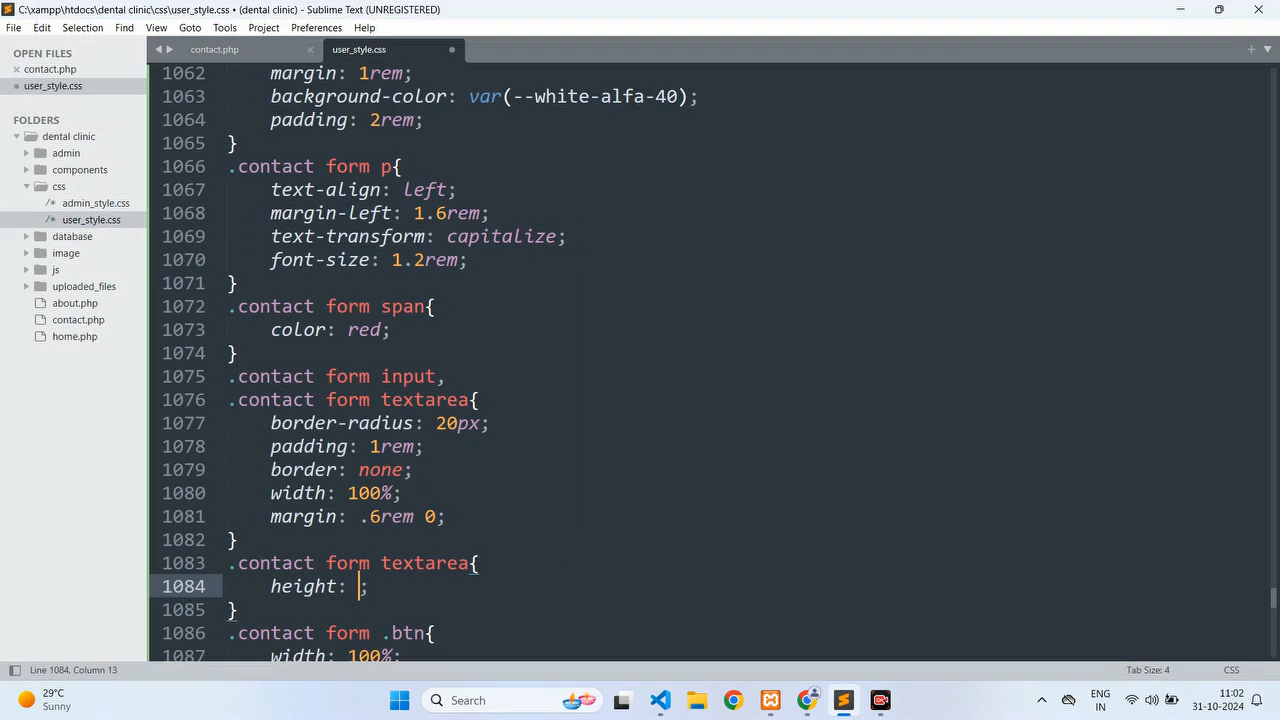 C:\xampp\htdocs\dental clinic\css\user_style.css • (dental clinic) - Sublime Text (UNREGISTERED)
File Edit Selection Find View Goto Tools Project Preferences Help
OPEN FILES
contact.php
user_style.css
FOLDERS
dental clinic
admin
components
css
admin_style.css
user_style.css
database
image
js
uploaded_files
about.php
contact.php
home.php
contact.php user_style.css
1062 margin: 1rem;
1063 background-color: var(--white-alfa-40);
1064 padding: 2rem;
1065 }
1066 .contact form p{
1067 text-align: left;
1068 margin-left: 1.6rem;
1069 text-transform: capitalize;
1070 font-size: 1.2rem;
1071 }
1072 .contact form span{
1073 color: red;
1074 }
1075 .contact form input,
1076 .contact form textarea{
1077 border-radius: 20px;
1078 padding: 1rem;
1079 border: none;
1080 width: 100%;
1081 margin: .6rem 0;
1082 }
1083 .contact form textarea{
1084 height: ;
1085 }
1086 .contact form .btn{
1087 width: 100%;
Line 1084, Column 13 Tab Size: 4 CSS
29°C
Sunny
Search
ENG
IN
11:02
31-10-2024